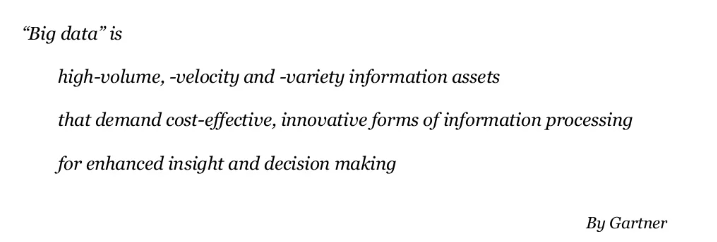 “Big data” is
high-volume, -velocity and -variety information assets
that demand cost-effective, innovative forms of information processing
for enhanced insight and decision making
By Gartner